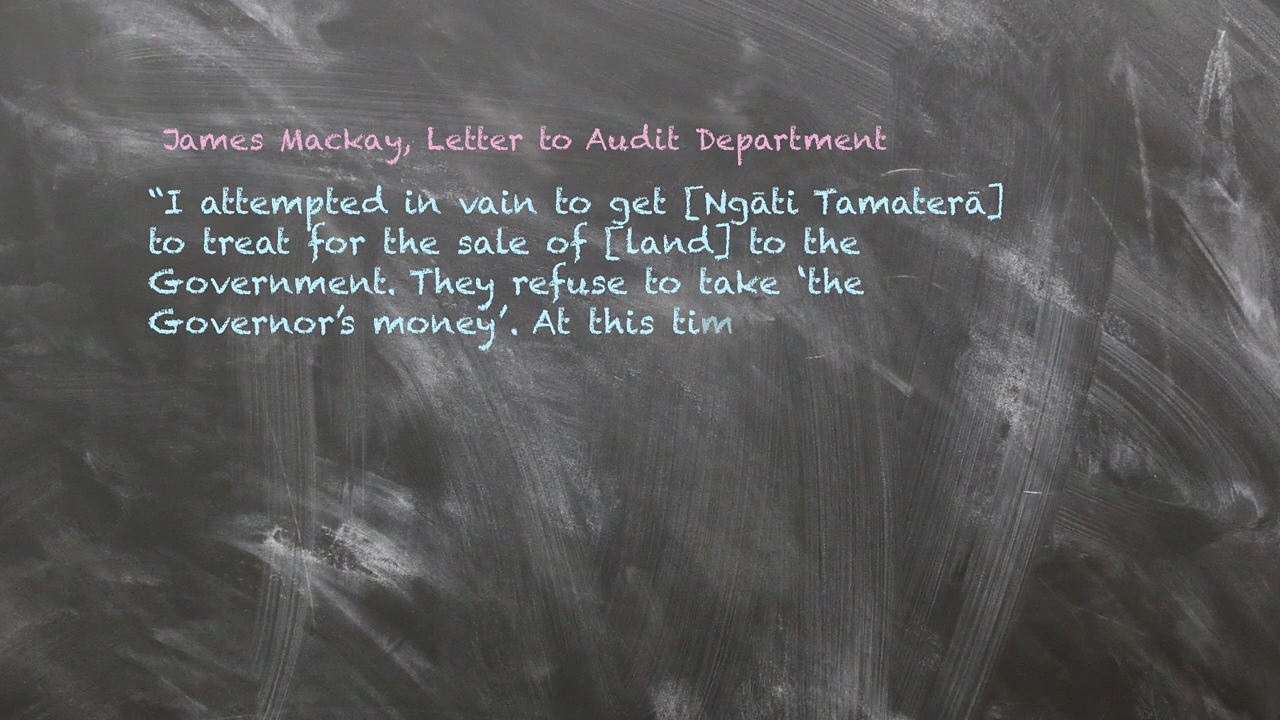 James Mackay, Letter to Audit Department
“I attempted in vain to get [Ngāti Tamaterā]
to treat for the sale of [land] to the
Government. They refuse to take ‘the
Governor’s money’. At this tim